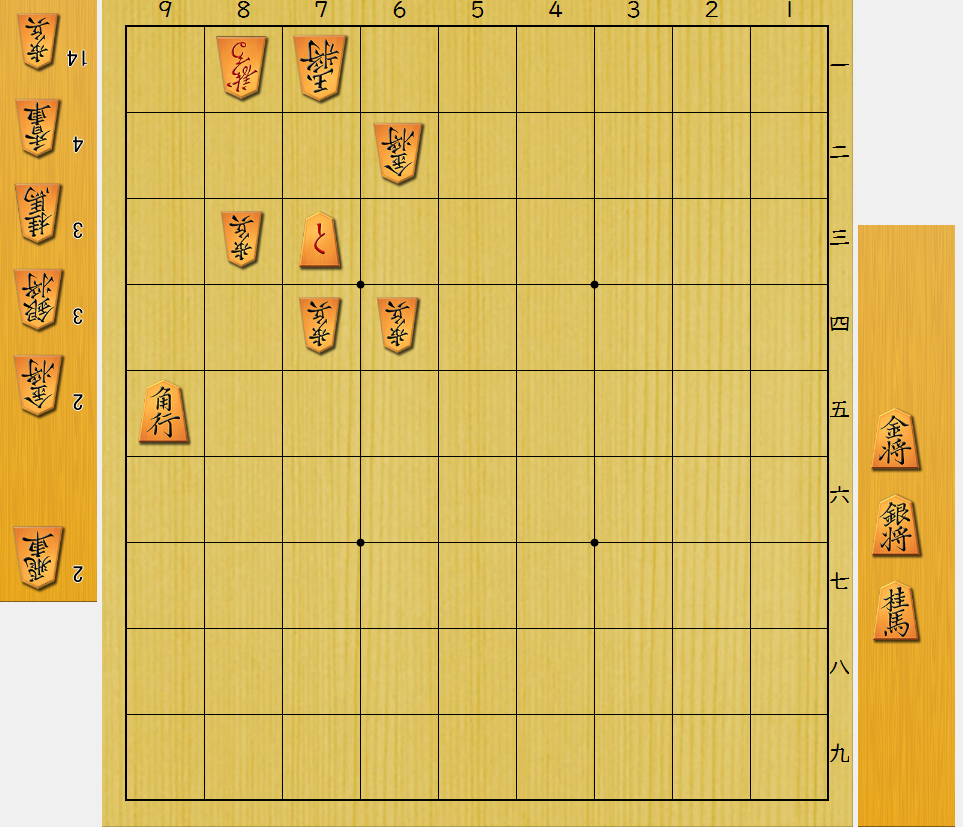 歩兵 14
香車 4
桂馬 3
銀将 3
金将 2
飛車 2
9 8 7 6 5 4 3 2 1
龍馬 玉将 一
金将 二
歩兵 と 三
歩兵 歩兵 四
角行 五
六
七
八
九
金将
銀将
桂馬